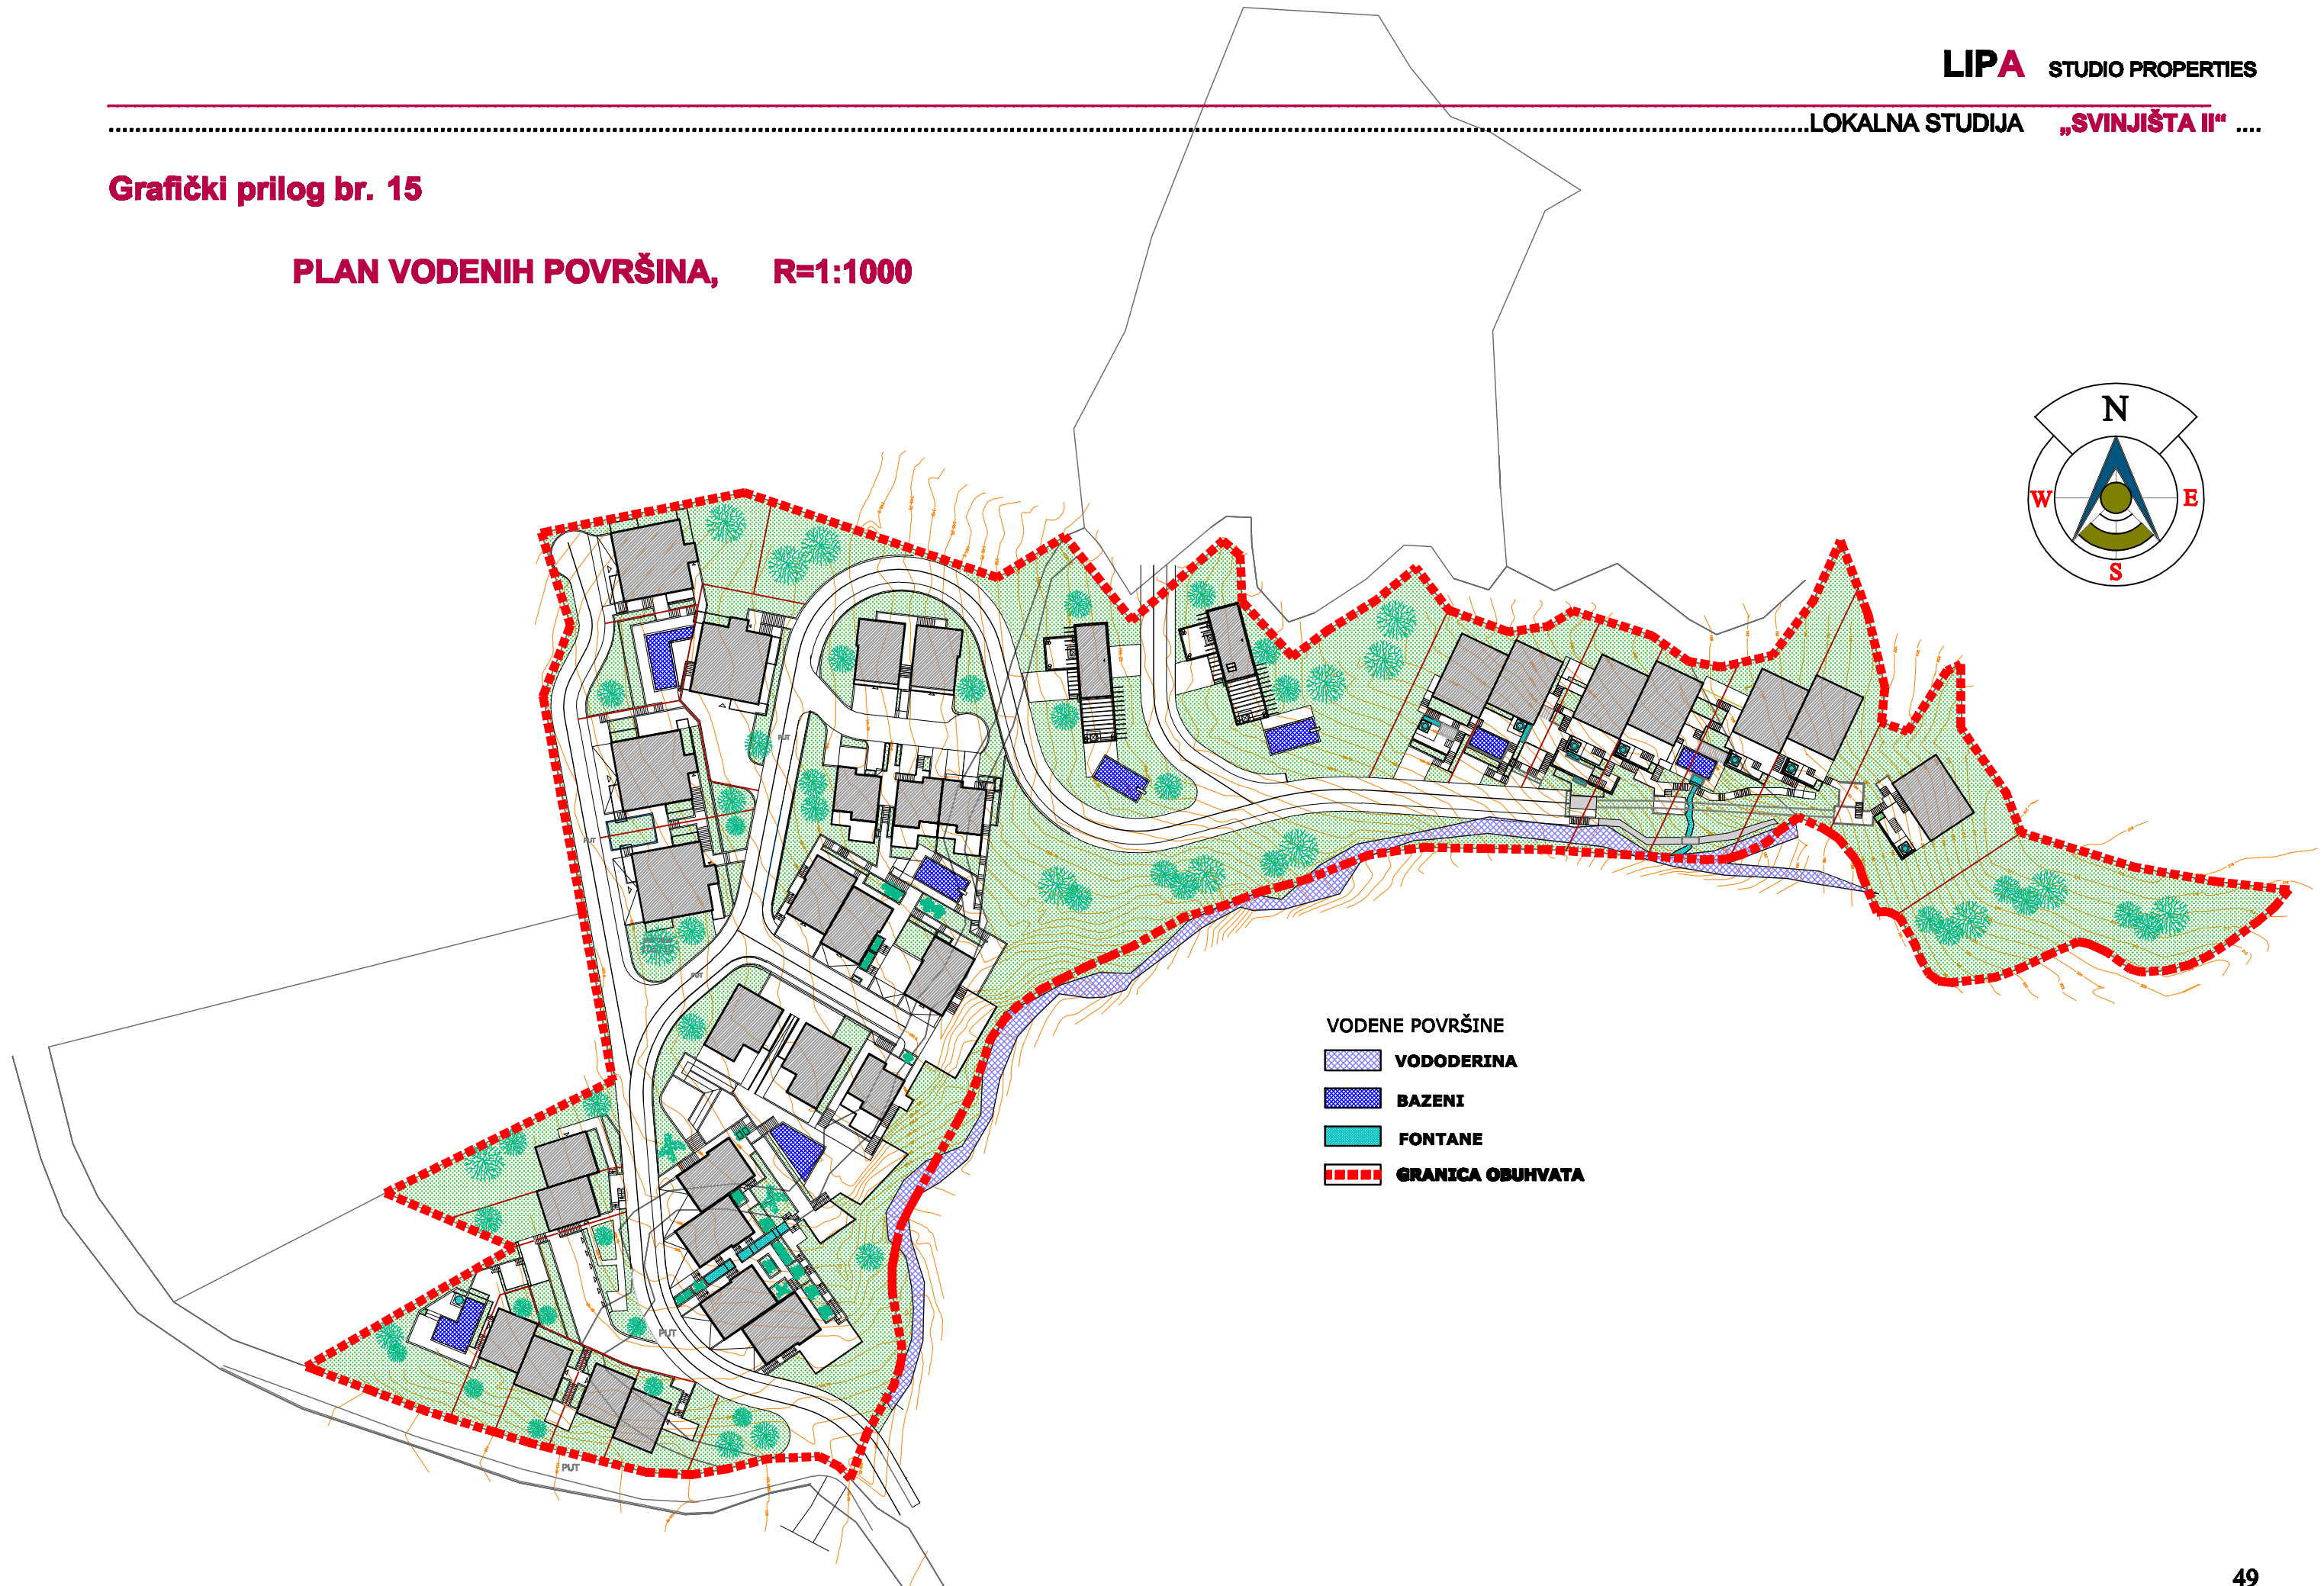 LIPA STUDIO PROPERTIES
LOKALNA STUDIJA „SVINJIŠTA II“ ....
Grafički prilog br. 15
PLAN VODENIH POVRŠINA, R=1:1000
N
W
E
S
PUT
PUT
PUT
PUT
PUT
VODENE POVRŠINE
VODODERINA
BAZENI
FONTANE
GRANICA OBUHVATA
49